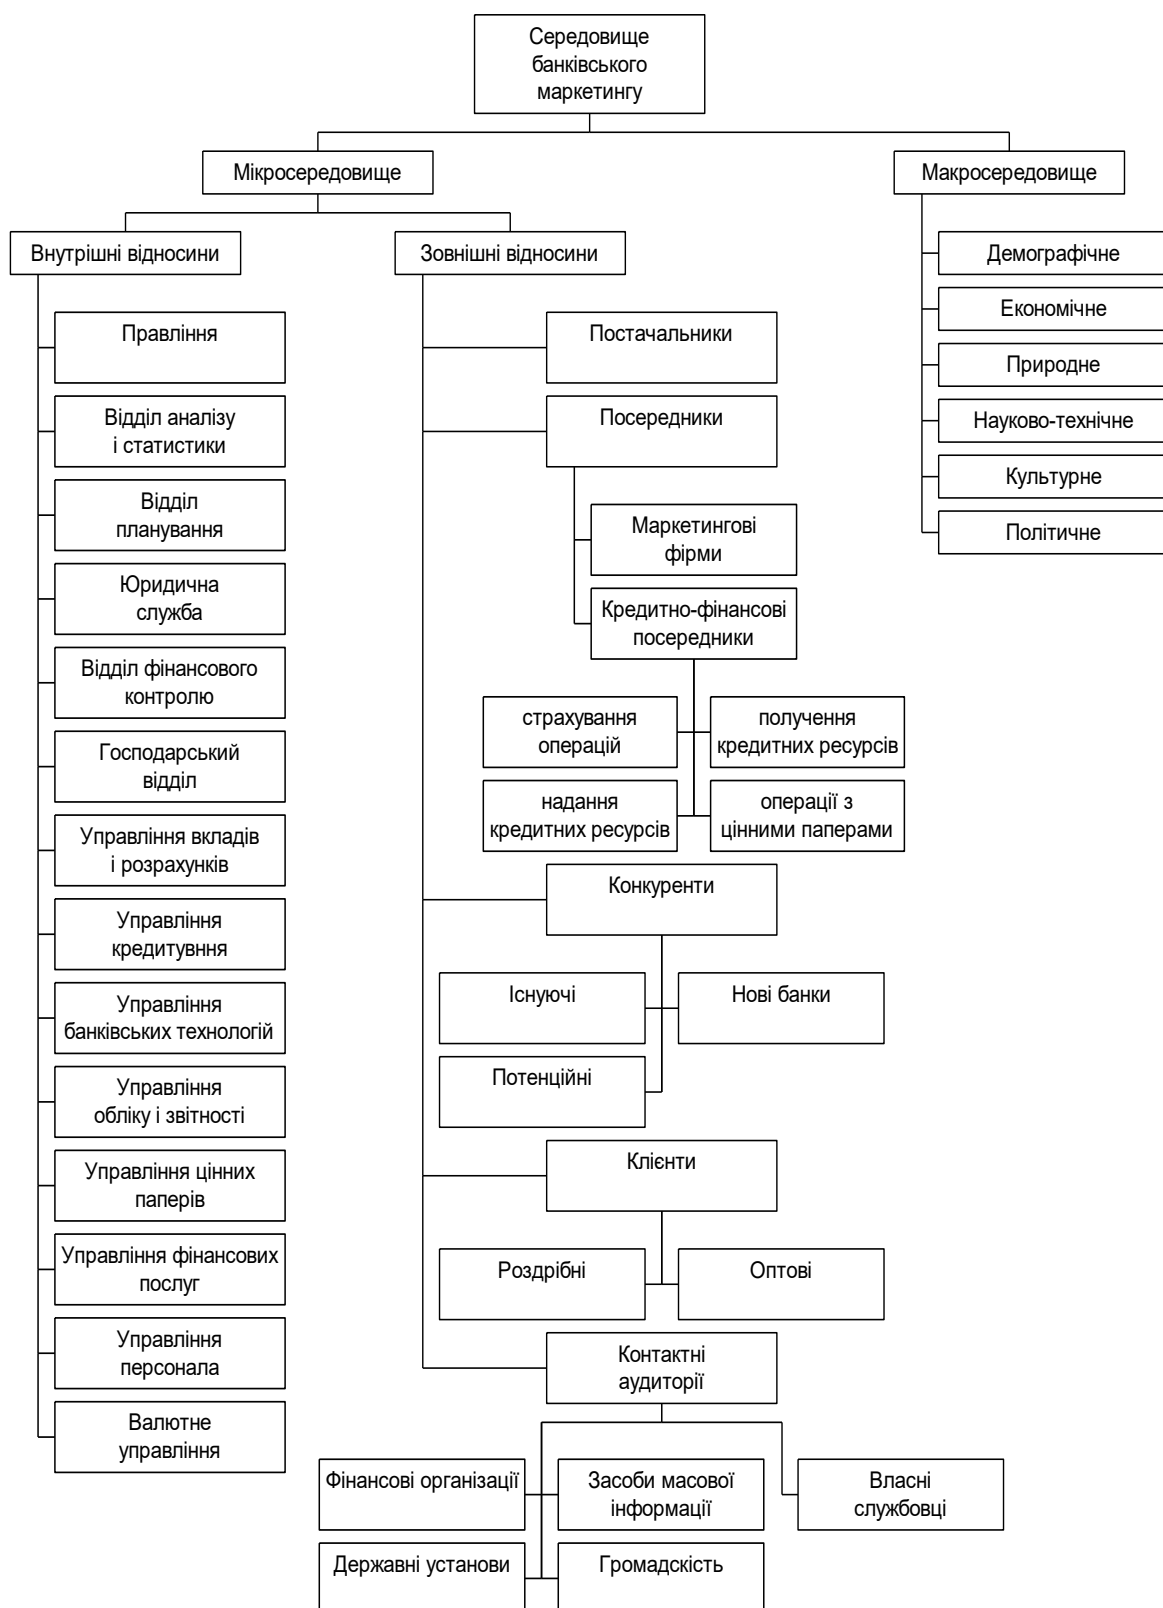 Середовище
банківського
маркетингу
Мікросередовище
Макросередовище
Внутрішні відносини
Зовнішні відносини
Демографічне
Економічне
Природне
Науково-технічне
Культурне
Політичне
Правління
Відділ аналізу
і статистики
Відділ
планування
Юридична
служба
Відділ фінансового
контролю
Господарський
відділ
Управління вкладів
і розрахунків
Управління
кредитувння
Управління
банківських технологій
Управління
обліку і звітності
Управління цінних
паперів
Управління фінансових
послуг
Управління
персонала
Валютне
управління
Постачальники
Посередники
Маркетингові
фірми
Кредитно-фінансові
посередники
страхування
операцій
получення
кредитних ресурсів
надання
кредитних ресурсів
операції з
цінними паперами
Конкуренти
Існуючі
Нові банки
Потенційні
Клієнти
Роздрібні
Оптові
Контактні
аудиторії
Фінансові організації
Засоби масової
інформації
Власні
службовці
Державні установи
Громадскість